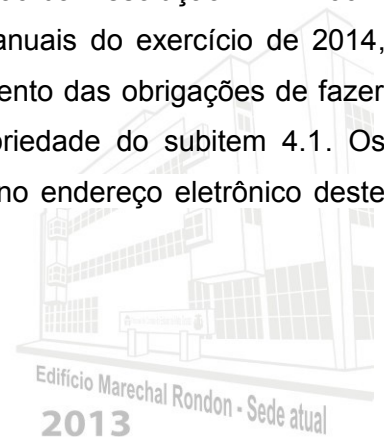 anuais do exercício de 2014,
ento das obrigações de fazer
priedade do subitem 4.1. Os
no endereço eletrônico deste
Edifício Marechal Rondon - Sede atual
2013